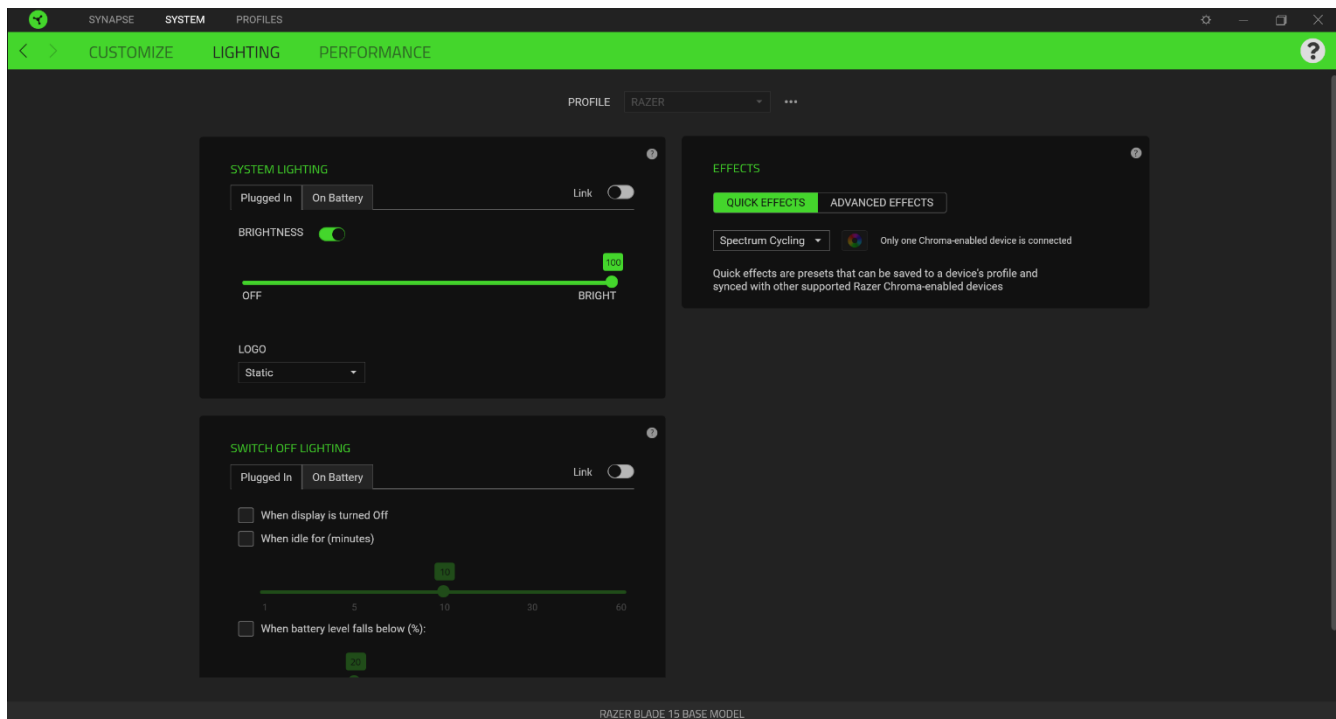 SYNAPSE SYSTEM PROFILES
CUSTOMIZE LIGHTING PERFORMANCE ?
PROFILE RAZER
SYSTEM LIGHTING ?
Plugged In On Battery Link
BRIGHTNESS
100
OFF BRIGHT
LOGO
Static
EFFECTS ?
QUICK EFFECTS ADVANCED EFFECTS
Spectrum Cycling Only one Chroma-enabled device is connected
Quick effects are presets that can be saved to a device's profile and
synced with other supported Razer Chroma-enabled devices
SWITCH OFF LIGHTING ?
Plugged In On Battery Link
When display is turned Off
When idle for (minutes)
10
1 5 10 30 60
When battery level falls below (%):
20
RAZER BLADE 15 BASE MODEL